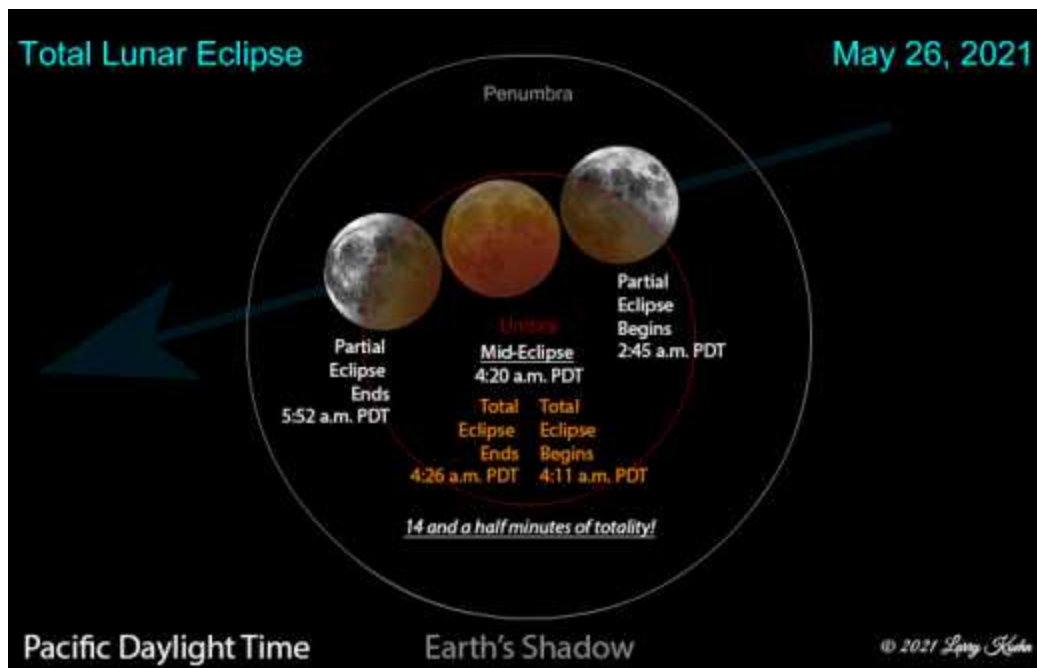 Total Lunar Eclipse
May 26, 2021
Penumbra
Partial
Eclipse
Begins
2:45 a.m. PDT
Umbra
Mid-Eclipse
4:20 a.m. PDT
Partial
Eclipse
Ends
5:52 a.m. PDT
Total
Eclipse
Ends
4:26 a.m. PDT
Total
Eclipse
Begins
4:11 a.m. PDT
14 and a half minutes of totality!
Pacific Daylight Time
Earth's Shadow
© 2021 Larry